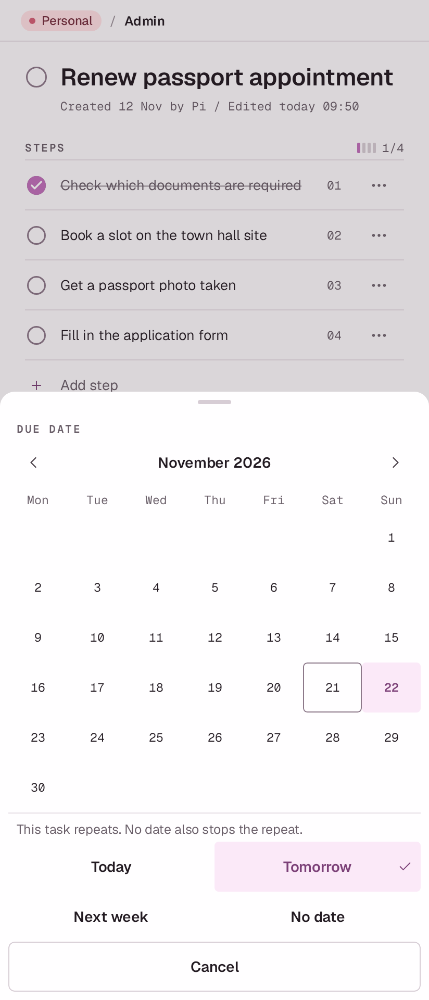 Personal / Admin
Renew passport appointment
Created 12 Nov by Pi / Edited today 09:50
STEPS 1/4
Check which documents are required 01
Book a slot on the town hall site 02
Get a passport photo taken 03
Fill in the application form 04
+ Add step
DUE DATE
November 2026
Mon Tue Wed Thu Fri Sat Sun
1
2 3 4 5 6 7 8
9 10 11 12 13 14 15
16 17 18 19 20 21 22
23 24 25 26 27 28 29
30
This task repeats. No date also stops the repeat.
Today Tomorrow
Next week No date
Cancel